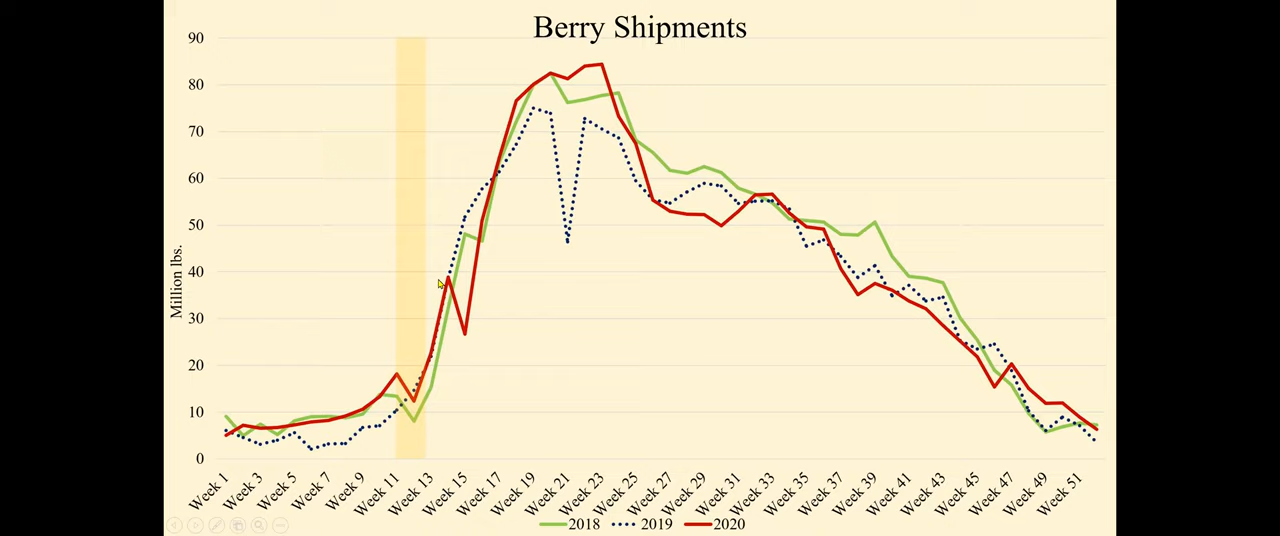 Berry Shipments
Million lbs.
90
80
70
60
50
40
30
20
10
0
Week 1
Week 3
Week 5
Week 7
Week 9
Week 11
Week 13
Week 15
Week 17
Week 19
Week 21
Week 23
Week 25
Week 27
Week 29
Week 31
Week 33
Week 35
Week 37
Week 39
Week 41
Week 43
Week 45
Week 47
Week 49
Week 51
2018 2019 2020